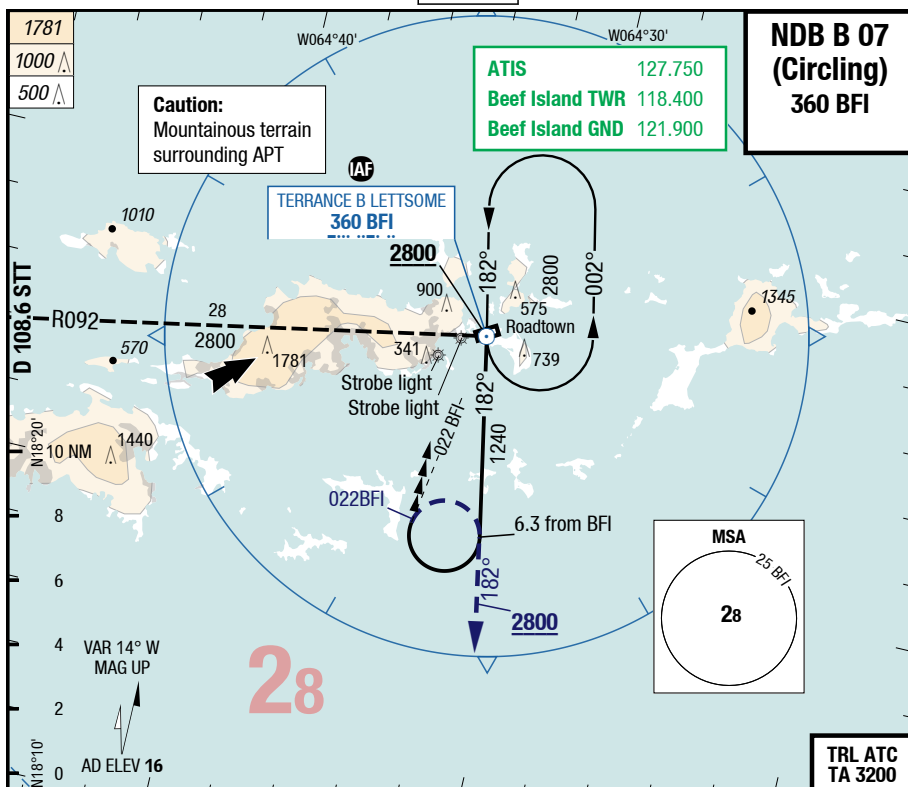 1781
1000
500
W064°40'
W064°30'
NDB B 07
(Circling)
360 BFI
ATIS 127.750
Beef Island TWR 118.400
Beef Island GND 121.900
Caution:
Mountainous terrain
surrounding APT
IAF
TERRANCE B LETTSOME
360 BFI
2800
182°
002°
2800
1010
900
575
Roadtown
1345
D 108.6 STT
R092
28
2800
570
1781
341
739
Strobe light
Strobe light
182°
1240
022 BFI
N18°20'
10 NM
1440
022BFI
6.3 from BFI
8
6
4
2
0
182°
2800
MSA
25 BFI
28
28
VAR 14° W
MAG UP
AD ELEV 16
N18°10'
TRL ATC
TA 3200